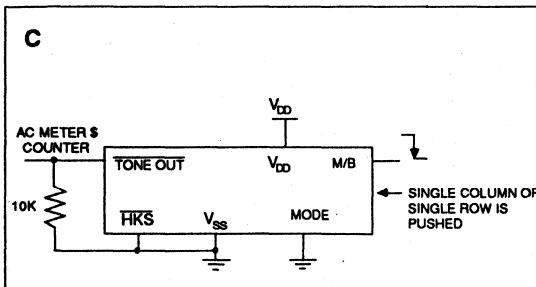 C
V_DD
AC METER $
COUNTER
TONE OUT
V_DD
M/B
10K
HKS
V_SS
MODE
SINGLE COLUMN OR
SINGLE ROW IS
PUSHED